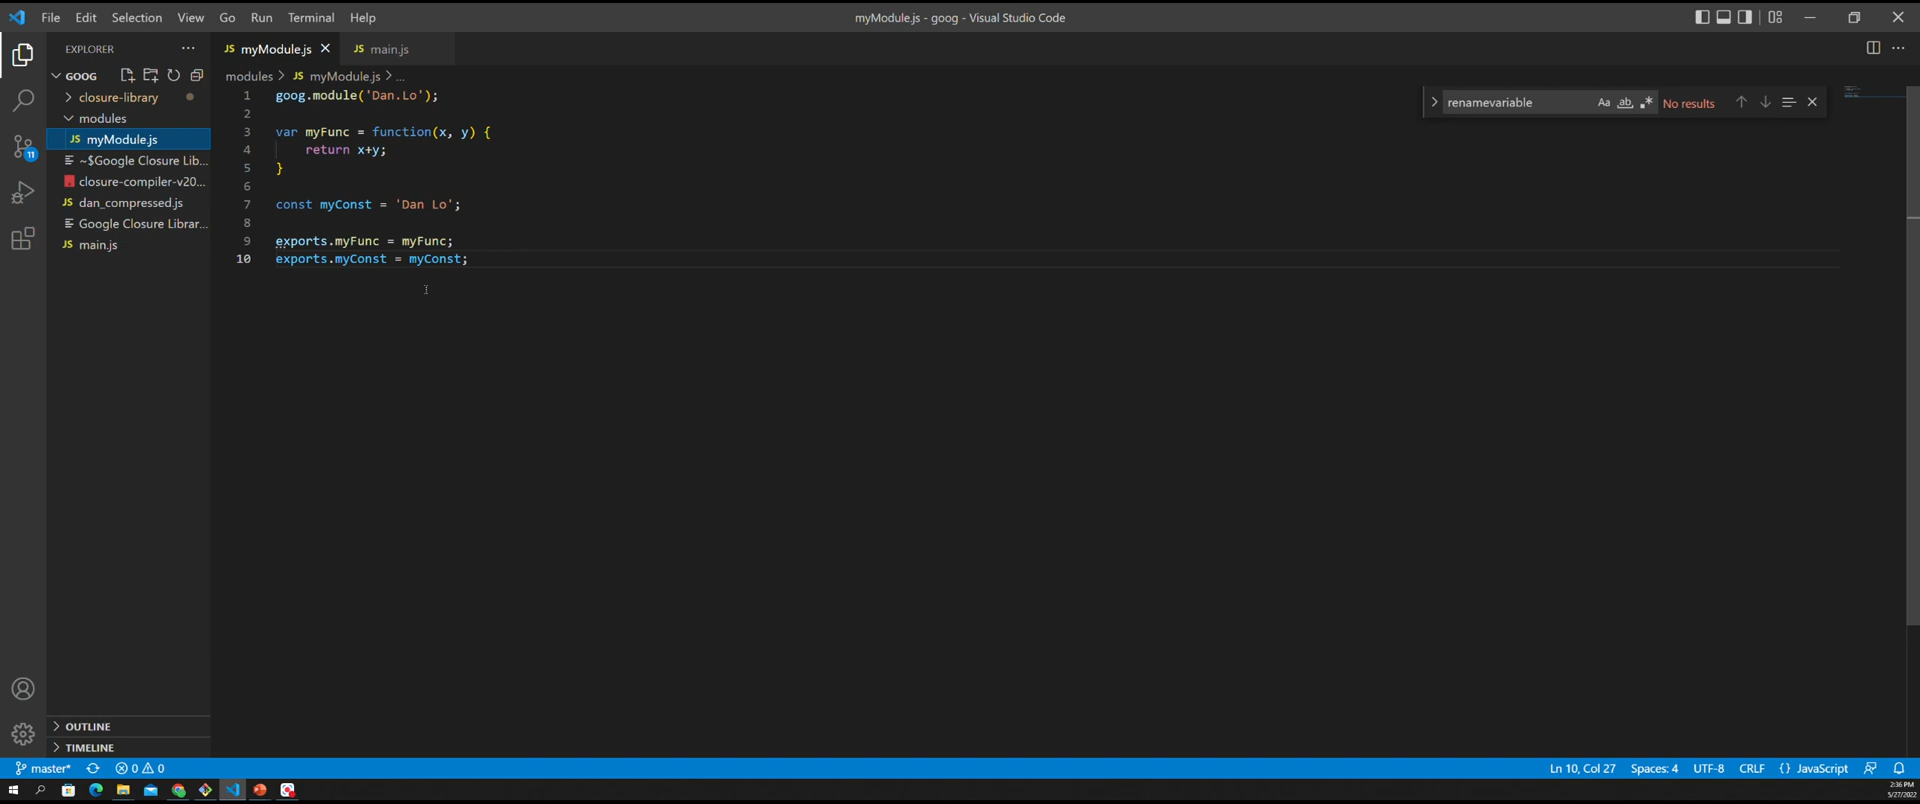 File Edit Selection View Go Run Terminal Help
myModule.js - goog - Visual Studio Code
EXPLORER ···
JS myModule.js
JS main.js
GOOG
modules > JS myModule.js > ...
closure-library
modules
JS myModule.js
~$Google Closure Lib...
closure-compiler-v20...
JS dan_compressed.js
Google Closure Librar...
JS main.js
1 goog.module('Dan.Lo');
2
3 var myFunc = function(x, y) {
4 return x+y;
5 }
6
7 const myConst = 'Dan Lo';
8
9 exports.myFunc = myFunc;
10 exports.myConst = myConst;
renamevariable Aa ab .* No results
11
OUTLINE
TIMELINE
master* 0 0
Ln 10, Col 27 Spaces: 4 UTF-8 CRLF {} JavaScript
2:36 PM
5/27/2022